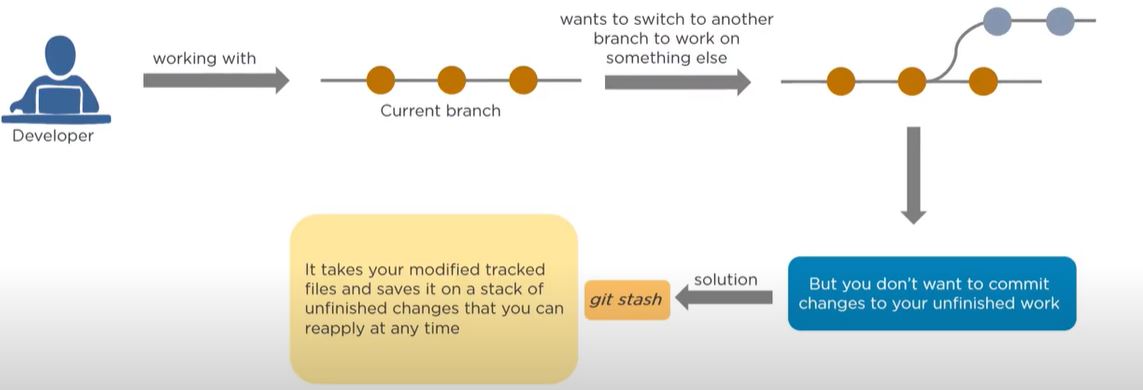 Developer
working with
Current branch
wants to switch to another
branch to work on
something else
But you don't want to commit
changes to your unfinished work
solution
git stash
It takes your modified tracked
files and saves it on a stack of
unfinished changes that you can
reapply at any time